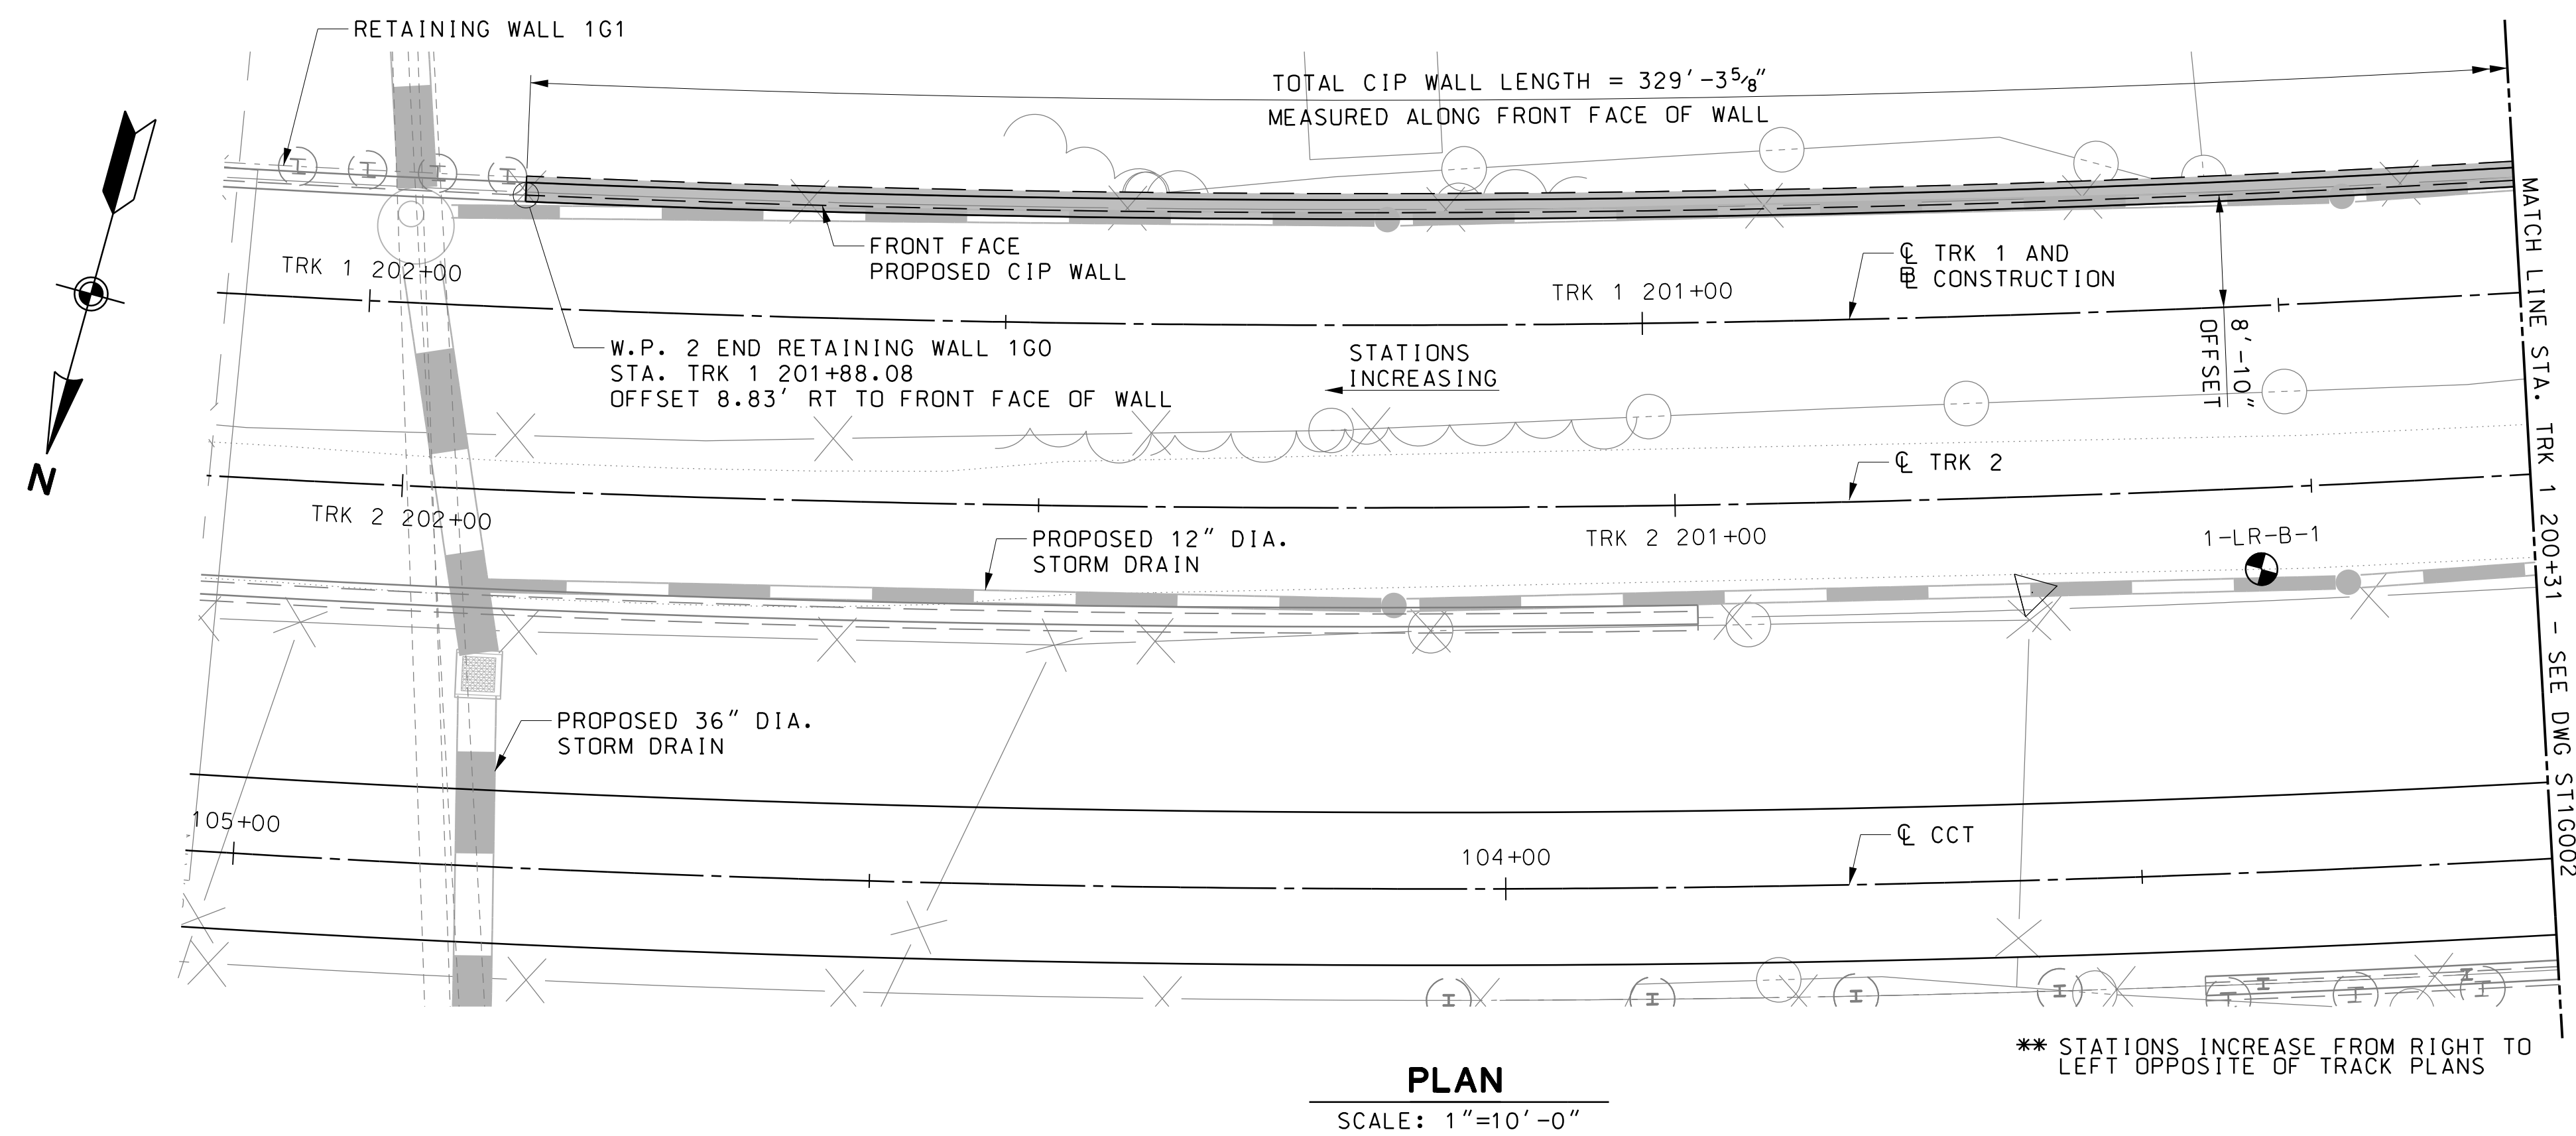 RETAINING WALL 1G1
TOTAL CIP WALL LENGTH = 329'-3 5/8"
MEASURED ALONG FRONT FACE OF WALL
FRONT FACE
PROPOSED CIP WALL
TRK 1 202+00
TRK 1 201+00
℄ TRK 1 AND
BL CONSTRUCTION
8'-10"
OFFSET
W.P. 2 END RETAINING WALL 1G0
STA. TRK 1 201+88.08
OFFSET 8.83' RT TO FRONT FACE OF WALL
STATIONS
INCREASING
N
℄ TRK 2
TRK 2 202+00
TRK 2 201+00
PROPOSED 12" DIA.
STORM DRAIN
1-LR-B-1
MATCH LINE STA. TRK 1 200+31 - SEE DWG ST1G002
PROPOSED 36" DIA.
STORM DRAIN
105+00
104+00
℄ CCT
** STATIONS INCREASE FROM RIGHT TO
LEFT OPPOSITE OF TRACK PLANS
PLAN
SCALE: 1"=10'-0"